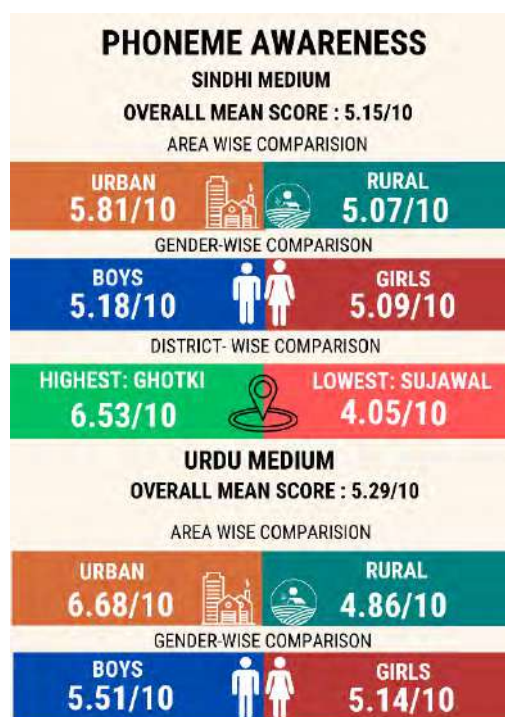 PHONEME AWARENESS
SINDHI MEDIUM
OVERALL MEAN SCORE : 5.15/10
AREA WISE COMPARISION
URBAN
5.81/10
RURAL
5.07/10
GENDER-WISE COMPARISON
BOYS
5.18/10
GIRLS
5.09/10
DISTRICT- WISE COMPARISON
HIGHEST: GHOTKI
6.53/10
LOWEST: SUJAWAL
4.05/10
URDU MEDIUM
OVERALL MEAN SCORE : 5.29/10
AREA WISE COMPARISION
URBAN
6.68/10
RURAL
4.86/10
GENDER-WISE COMPARISON
BOYS
5.51/10
GIRLS
5.14/10